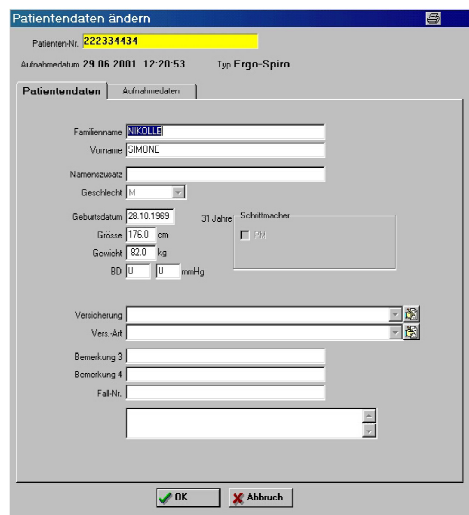 Patientendaten ändern
Patienten-Nr. 222334434
Aufnahmedatum 29.06.2001 12:20:53 Typ Ergo-Spiro
Patientendaten Aufnahmedaten
Familienname NIKOLLE
Vorname SIMONE
Namenszusatz
Geschlecht M
Geburtsdatum 28.10.1969 31 Jahre Schrittmacher
Grösse 176.0 cm PM
Gewicht 82.0 kg
BD 0 0 mmHg
Versicherung
Vers.-Art
Bemerkung 3
Bemerkung 4
Fall-Nr.
OK Abbruch